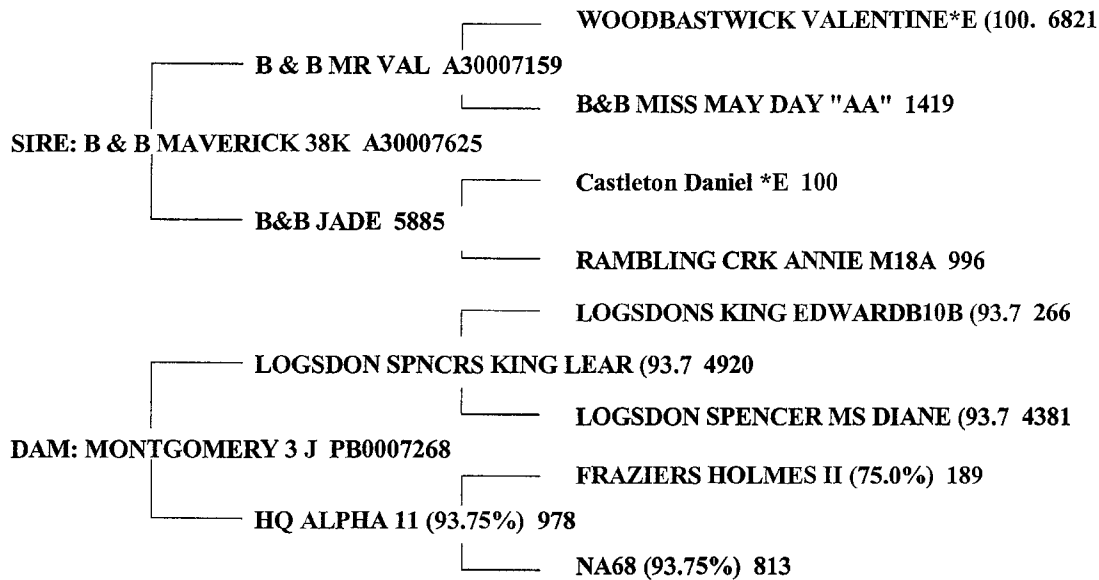 WOODBASTWICK VALENTINE*E (100. 6821
B & B MR VAL A30007159
B&B MISS MAY DAY "AA" 1419
SIRE: B & B MAVERICK 38K A30007625
Castleton Daniel *E 100
B&B JADE 5885
RAMBLING CRK ANNIE M18A 996
LOGSDONS KING EDWARDB10B (93.7 266
LOGSDON SPNCRS KING LEAR (93.7 4920
LOGSDON SPENCER MS DIANE (93.7 4381
DAM: MONTGOMERY 3 J PB0007268
FRAZIERS HOLMES II (75.0%) 189
HQ ALPHA 11 (93.75%) 978
NA68 (93.75%) 813